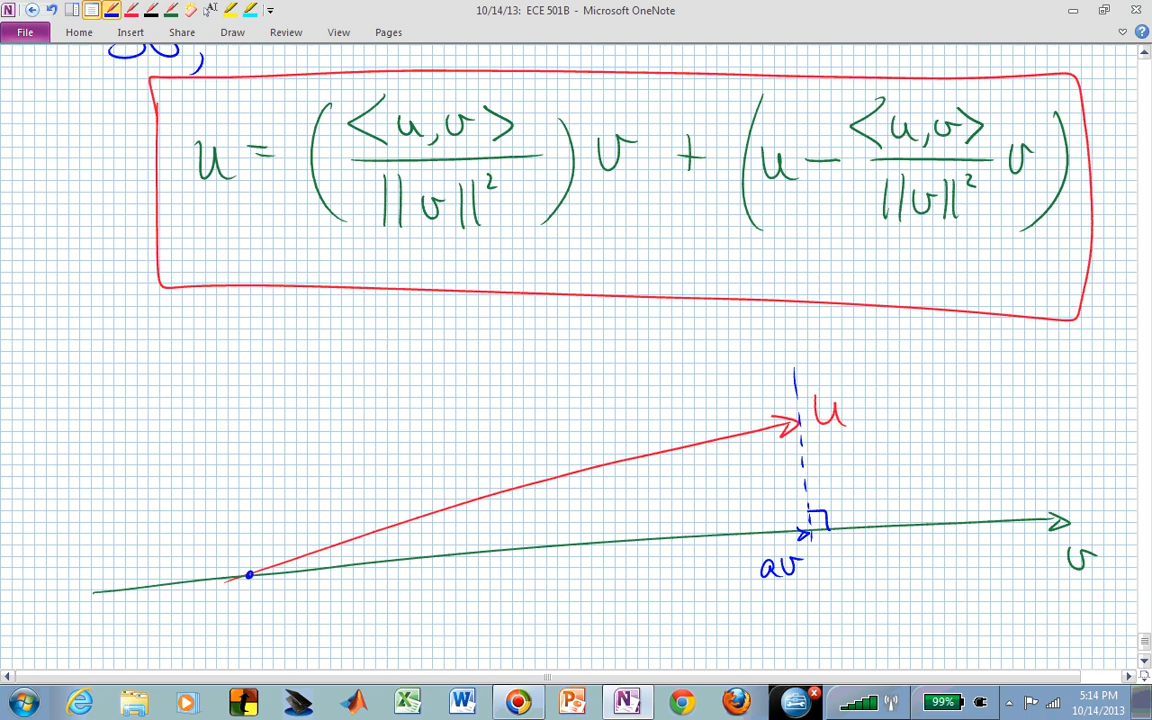 10/14/13: ECE 501B - Microsoft OneNote
File Home Insert Share Draw Review View Pages
So,
u = (<u,v> / ||v||²) v + (u - <u,v> / ||v||² v)
u
av
v
99%
5:14 PM
10/14/2013